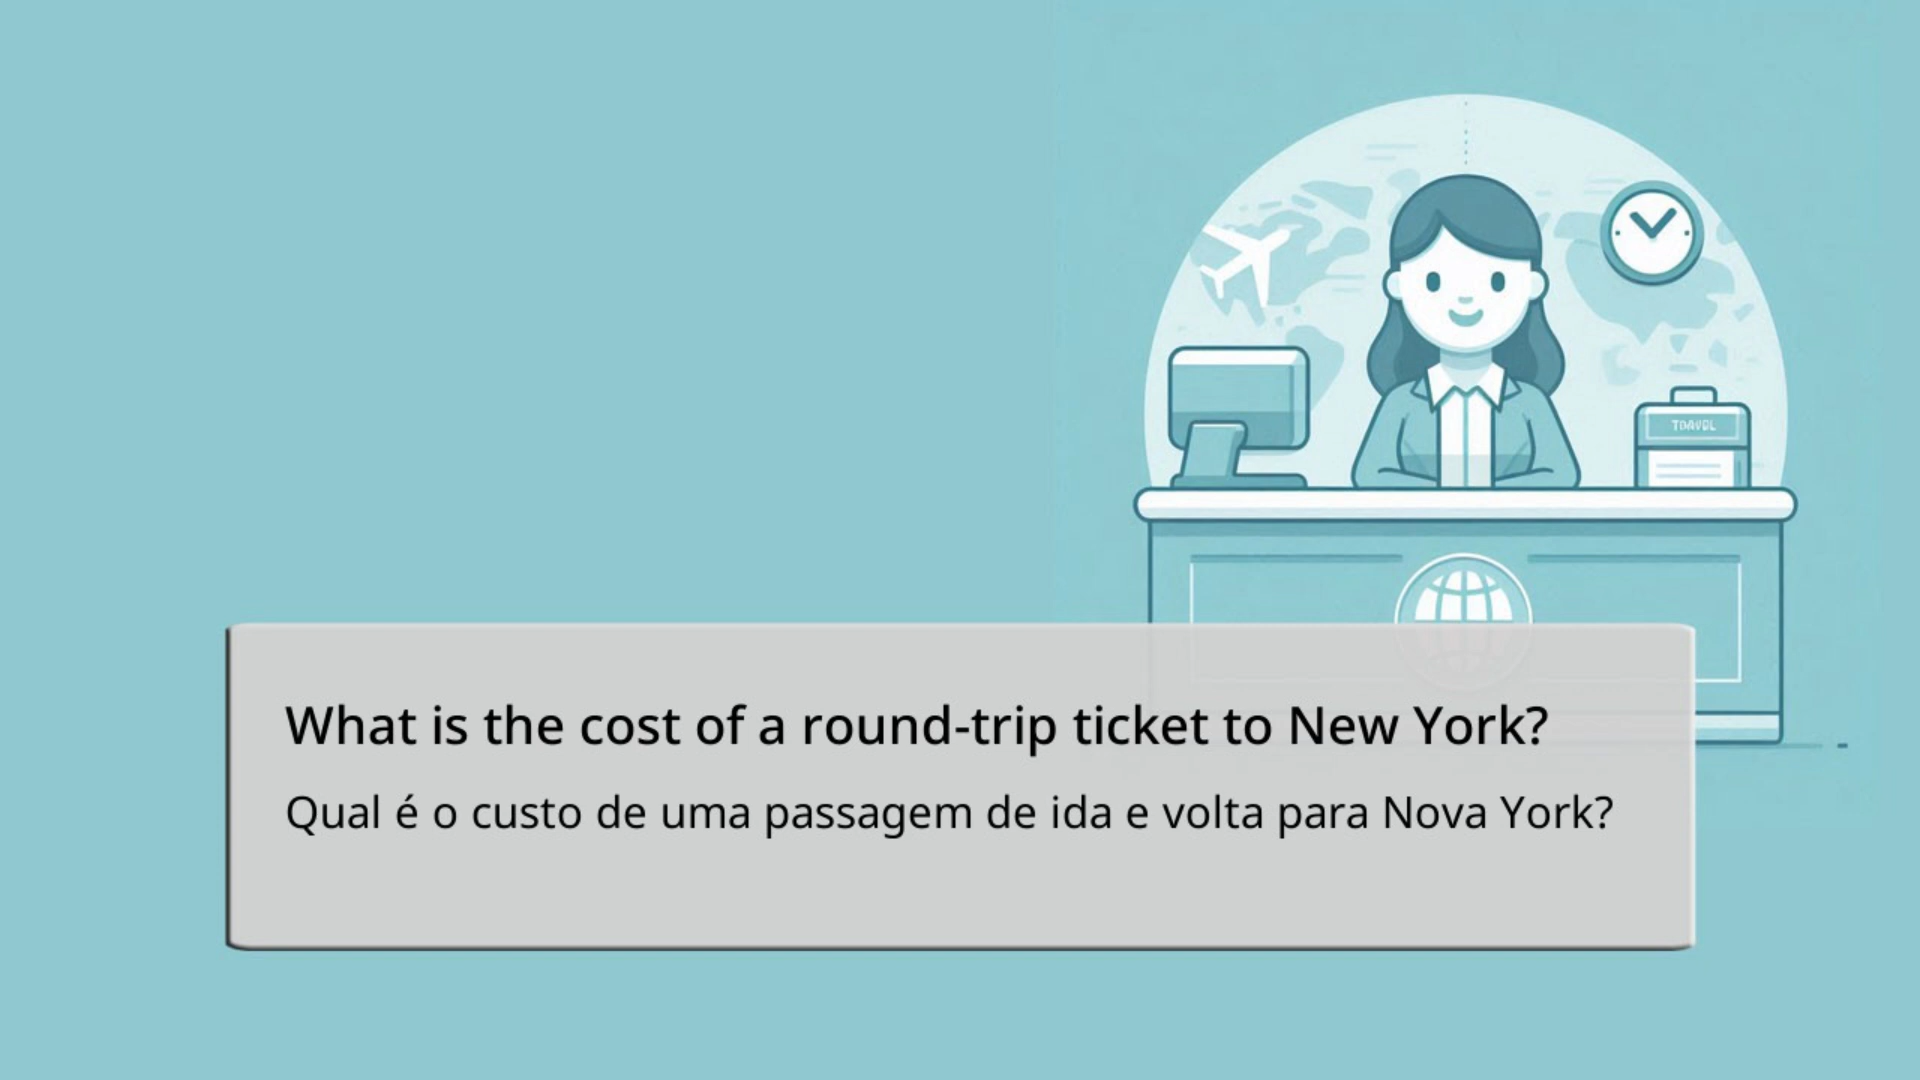 TOAVGL
What is the cost of a round-trip ticket to New York?
Qual é o custo de uma passagem de ida e volta para Nova York?